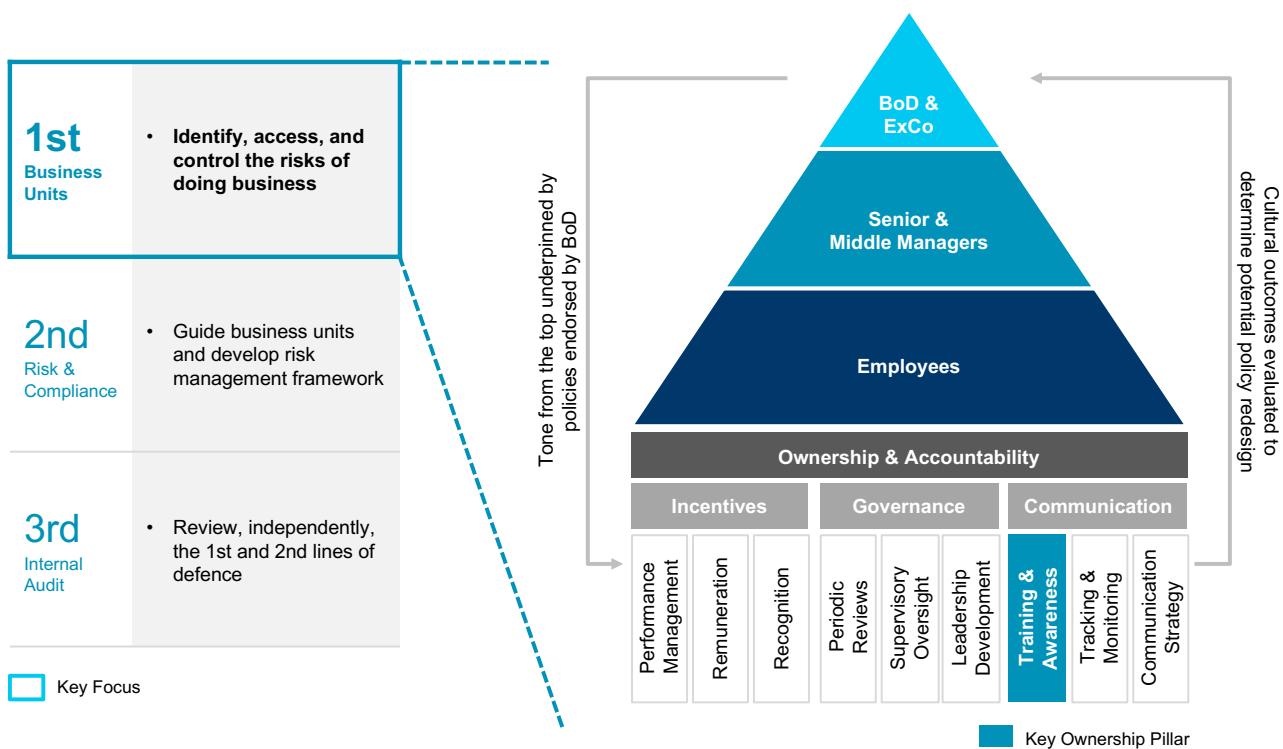 1st
Business
Units
• Identify, access, and
control the risks of
doing business
2nd
Risk &
Compliance
• Guide business units
and develop risk
management framework
3rd
Internal
Audit
• Review, independently,
the 1st and 2nd lines of
defence
Key Focus
Tone from the top underpinned by
policies endorsed by BoD
BoD &
ExCo
Senior &
Middle Managers
Employees
Cultural outcomes evaluated to
determine potential policy redesign
Ownership & Accountability
Incentives
Governance
Communication
Performance
Management
Remuneration
Recognition
Periodic
Reviews
Supervisory
Oversight
Leadership
Development
Training &
Awareness
Tracking &
Monitoring
Communication
Strategy
Key Ownership Pillar